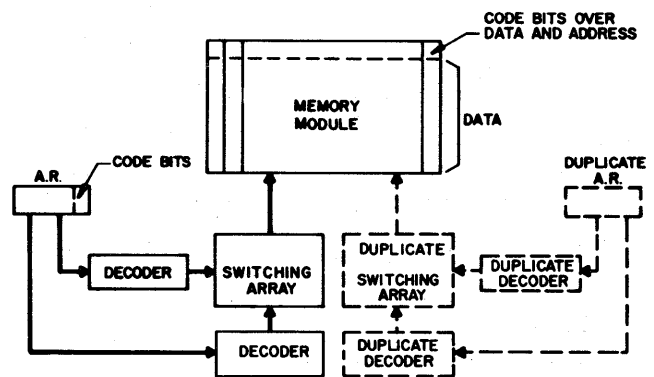 CODE BITS OVER
DATA AND ADDRESS
MEMORY
MODULE
DATA
CODE BITS
A.R.
DUPLICATE
A.R.
DECODER
SWITCHING
ARRAY
DUPLICATE
SWITCHING
ARRAY
DUPLICATE
DECODER
DECODER
DUPLICATE
DECODER